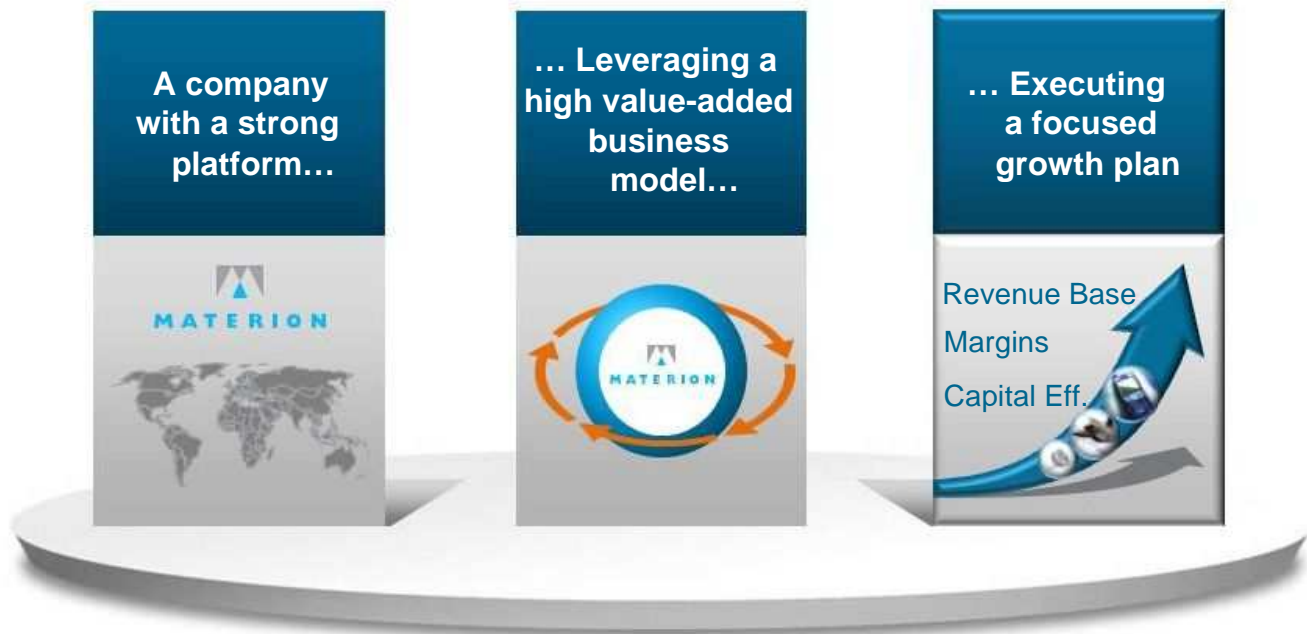 A company
with a strong
platform…
MATERION
… Leveraging a
high value-added
business
model…
MATERION
… Executing
a focused
growth plan
Revenue Base
Margins
Capital Eff.